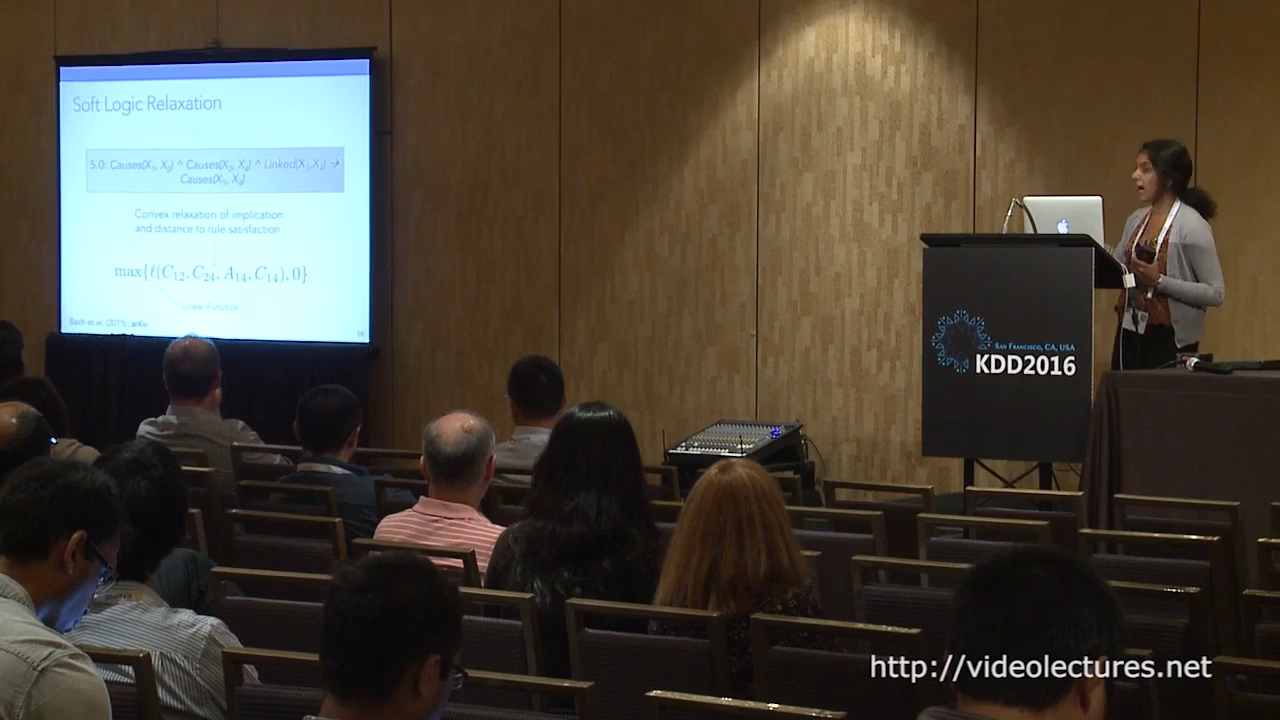 Soft Logic Relaxation
5.0: Causes(X₁, X₂) ^ Causes(X₂, X₄) ^ Linked(X₁,X₄) →
Causes(X₁, X₄)
Convex relaxation of implication
and distance to rule satisfaction
max{ℓ(C₁₂, C₂₄, A₁₄, C₁₄), 0}
Linear Function
Bach et al. (2015), arXiv
SAN FRANCISCO, CA, USA
KDD2016
http://videolectures.net